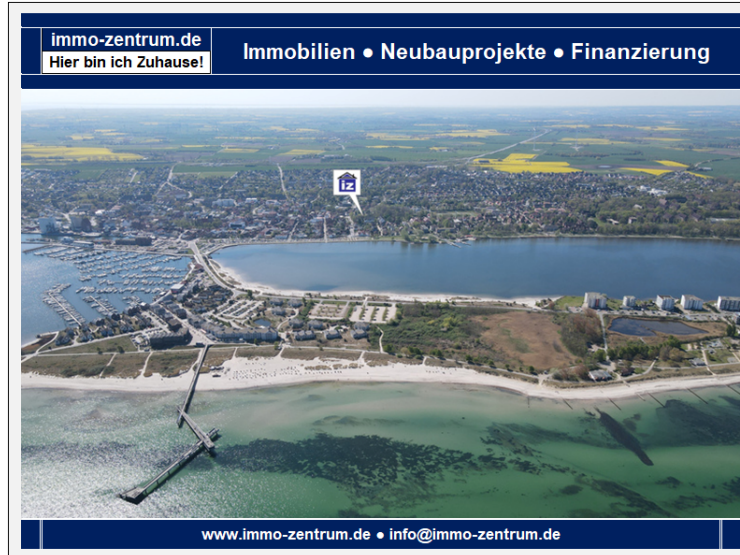 immo-zentrum.de
Hier bin ich Zuhause!
Immobilien ● Neubauprojekte ● Finanzierung
iz
www.immo-zentrum.de ● info@immo-zentrum.de